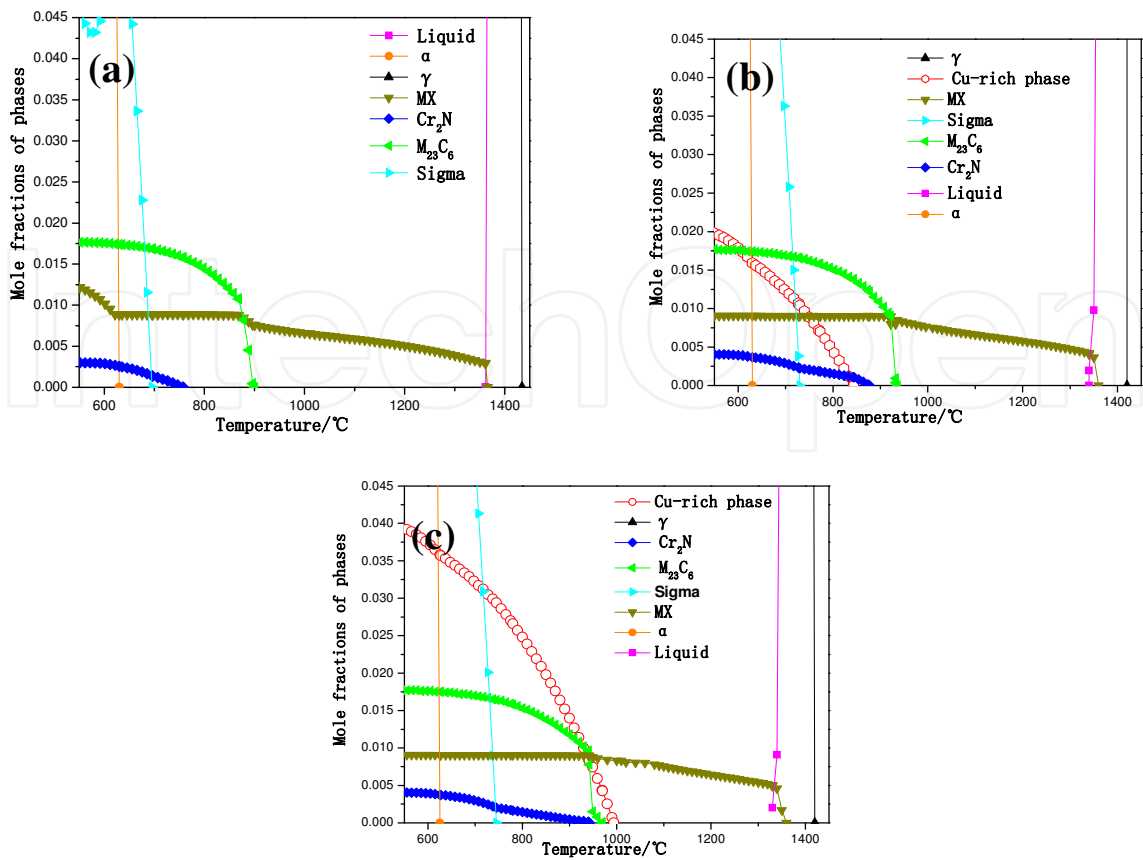 0.045
0.040
0.035
0.030
0.025
0.020
0.015
0.010
0.005
0.000
Mole fractions of phases
(a)
Liquid
α
γ
MX
Cr₂N
M₂₃C₆
Sigma
600
800
1000
1200
1400
Temperature/℃
0.045
0.040
0.035
0.030
0.025
0.020
0.015
0.010
0.005
0.000
Mole fractions of phases
(b)
γ
Cu-rich phase
MX
Sigma
M₂₃C₆
Cr₂N
Liquid
α
600
800
1000
1200
1400
Temperature/℃
0.045
0.040
0.035
0.030
0.025
0.020
0.015
0.010
0.005
0.000
Mole fractions of phases
(c)
Cu-rich phase
γ
Cr₂N
M₂₃C₆
Sigma
MX
α
Liquid
600
800
1000
1200
1400
Temperature/℃
IntechOpen